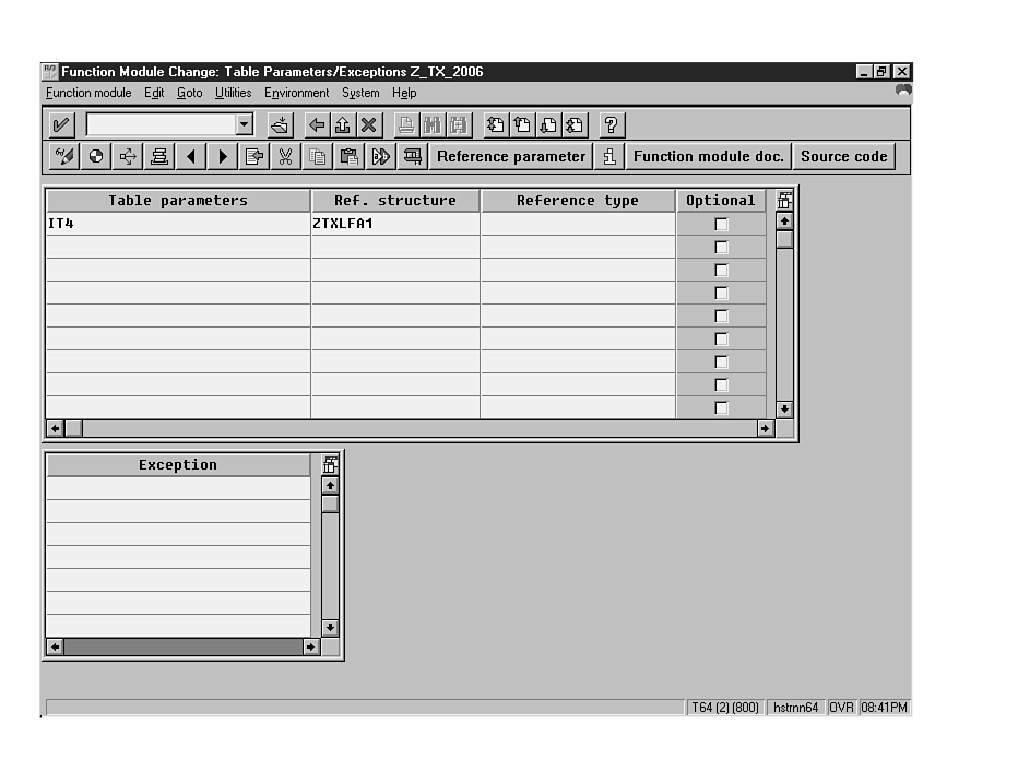 Function Module Change: Table Parameters/Exceptions Z_TX_2006
Function module Edit Goto Utilities Environment System Help
Reference parameter Function module doc. Source code
Table parameters Ref. structure Reference type Optional
IT4 ZTXLFA1
Exception
T64 (2) (800) hstmn64 OVR 08:41PM